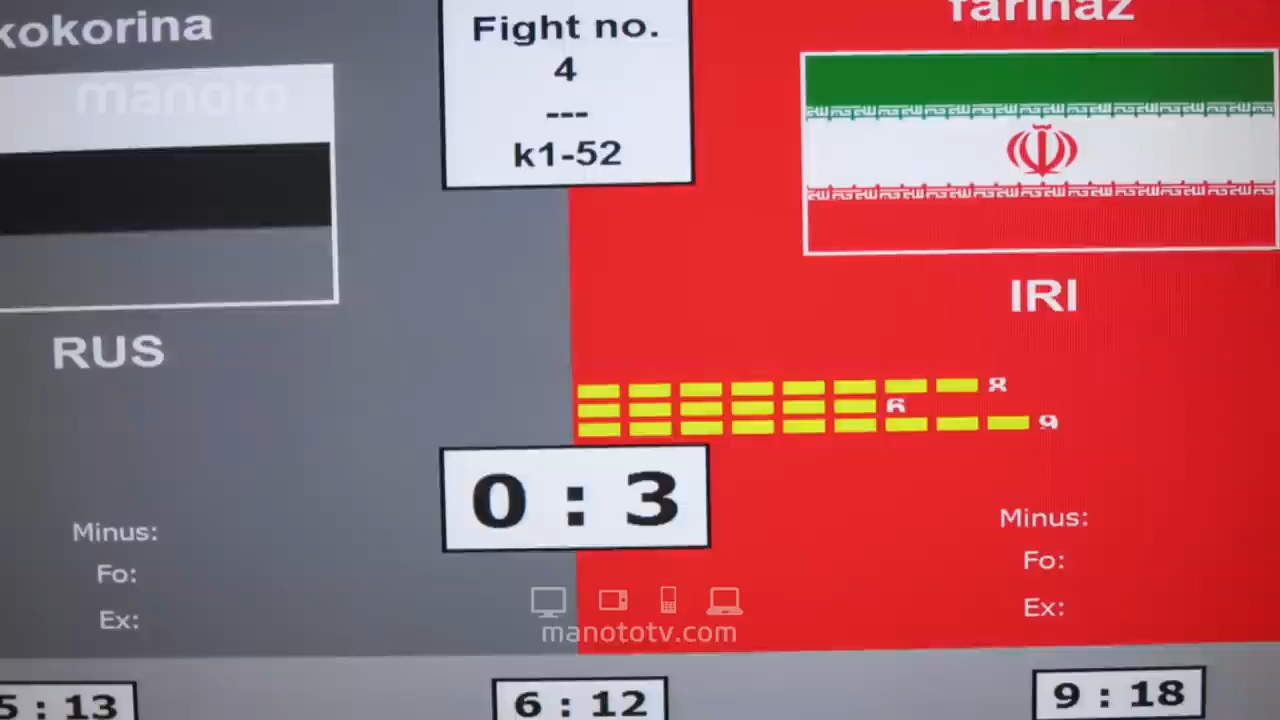 kokorina
manoto
RUS
Minus:
Fo:
Ex:
Fight no.
4
---
k1-52
farinaz
IRI
8
6
9
0 : 3
Minus:
Fo:
Ex:
manototv.com
5 : 13
6 : 12
9 : 18